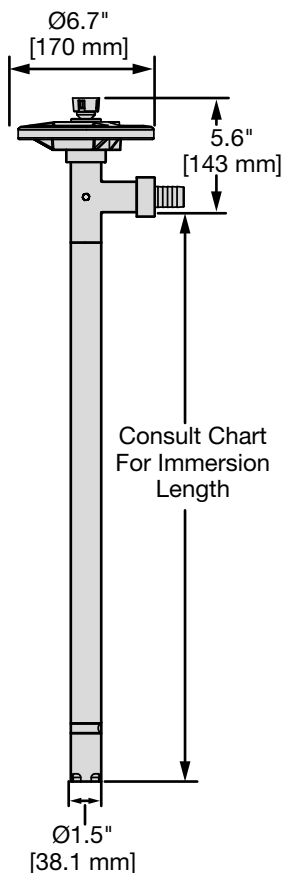 Ø6.7"
[170 mm]
5.6"
[143 mm]
Consult Chart
For Immersion
Length
Ø1.5"
[38.1 mm]